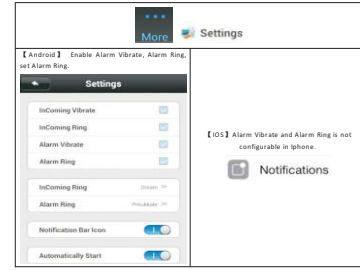 More
Settings
【Android】 Enable Alarm Vibrate, Alarm Ring,
set Alarm Ring.
Settings
InComing Vibrate
InComing Ring
Alarm Vibrate
Alarm Ring
InComing Ring
Alarm Ring
Notification Bar Icon
Automatically Start
【IOS】Alarm Vibrate and Alarm Ring is not
configurable in Iphone.
Notifications